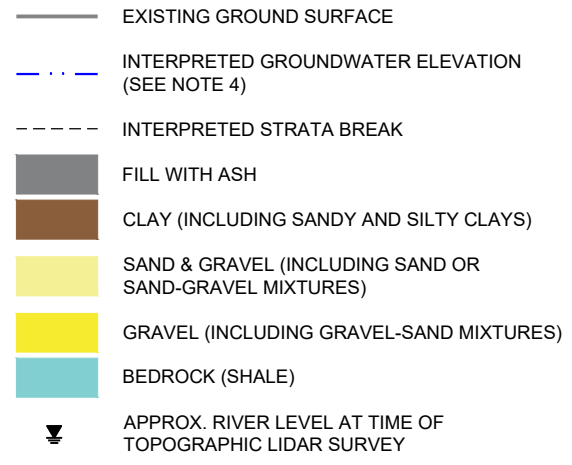 EXISTING GROUND SURFACE
INTERPRETED GROUNDWATER ELEVATION
(SEE NOTE 4)
INTERPRETED STRATA BREAK
FILL WITH ASH
CLAY (INCLUDING SANDY AND SILTY CLAYS)
SAND & GRAVEL (INCLUDING SAND OR
SAND-GRAVEL MIXTURES)
GRAVEL (INCLUDING GRAVEL-SAND MIXTURES)
BEDROCK (SHALE)
APPROX. RIVER LEVEL AT TIME OF
TOPOGRAPHIC LIDAR SURVEY